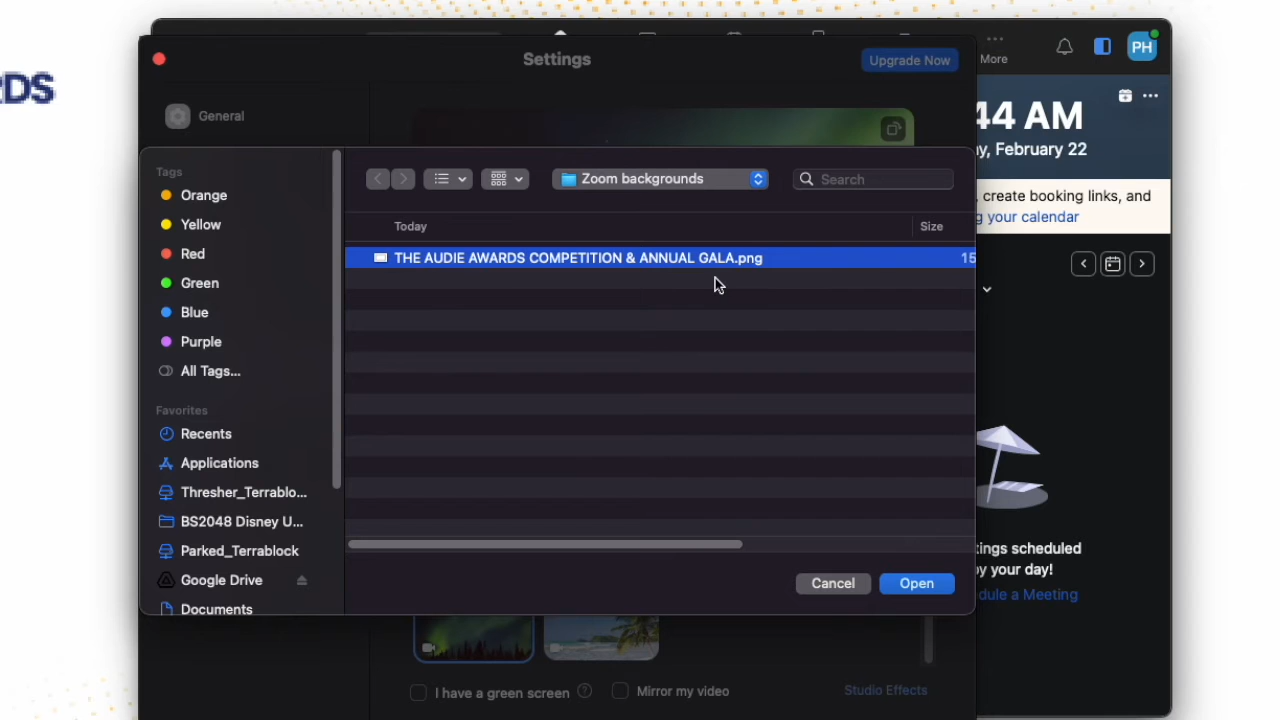 Settings
Upgrade Now
More
PH
RDS
General
44 AM
y, February 22
, create booking links, and
g your calendar
Tags
Orange
Yellow
Red
Green
Blue
Purple
All Tags...
Favorites
Recents
Applications
Thresher_Terrablo...
BS2048 Disney U...
Parked_Terrablock
Google Drive
Documents
Zoom backgrounds
Search
Today
Size
THE AUDIE AWARDS COMPETITION & ANNUAL GALA.png
15
Cancel
Open
tings scheduled
oy your day!
dule a Meeting
I have a green screen
Mirror my video
Studio Effects